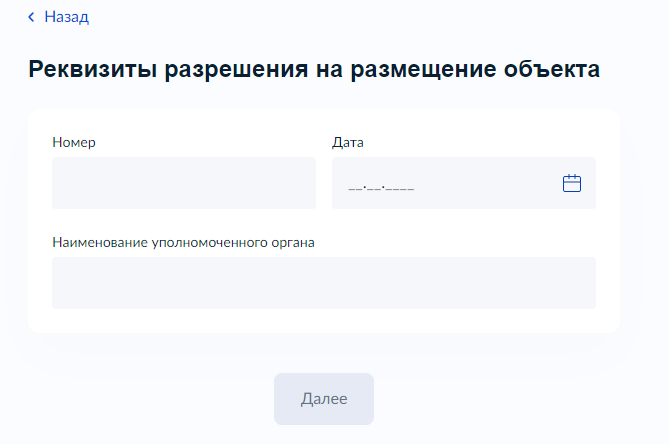 Назад
Реквизиты разрешения на размещение объекта
Номер Дата
__.__.____
Наименование уполномоченного органа
Далее